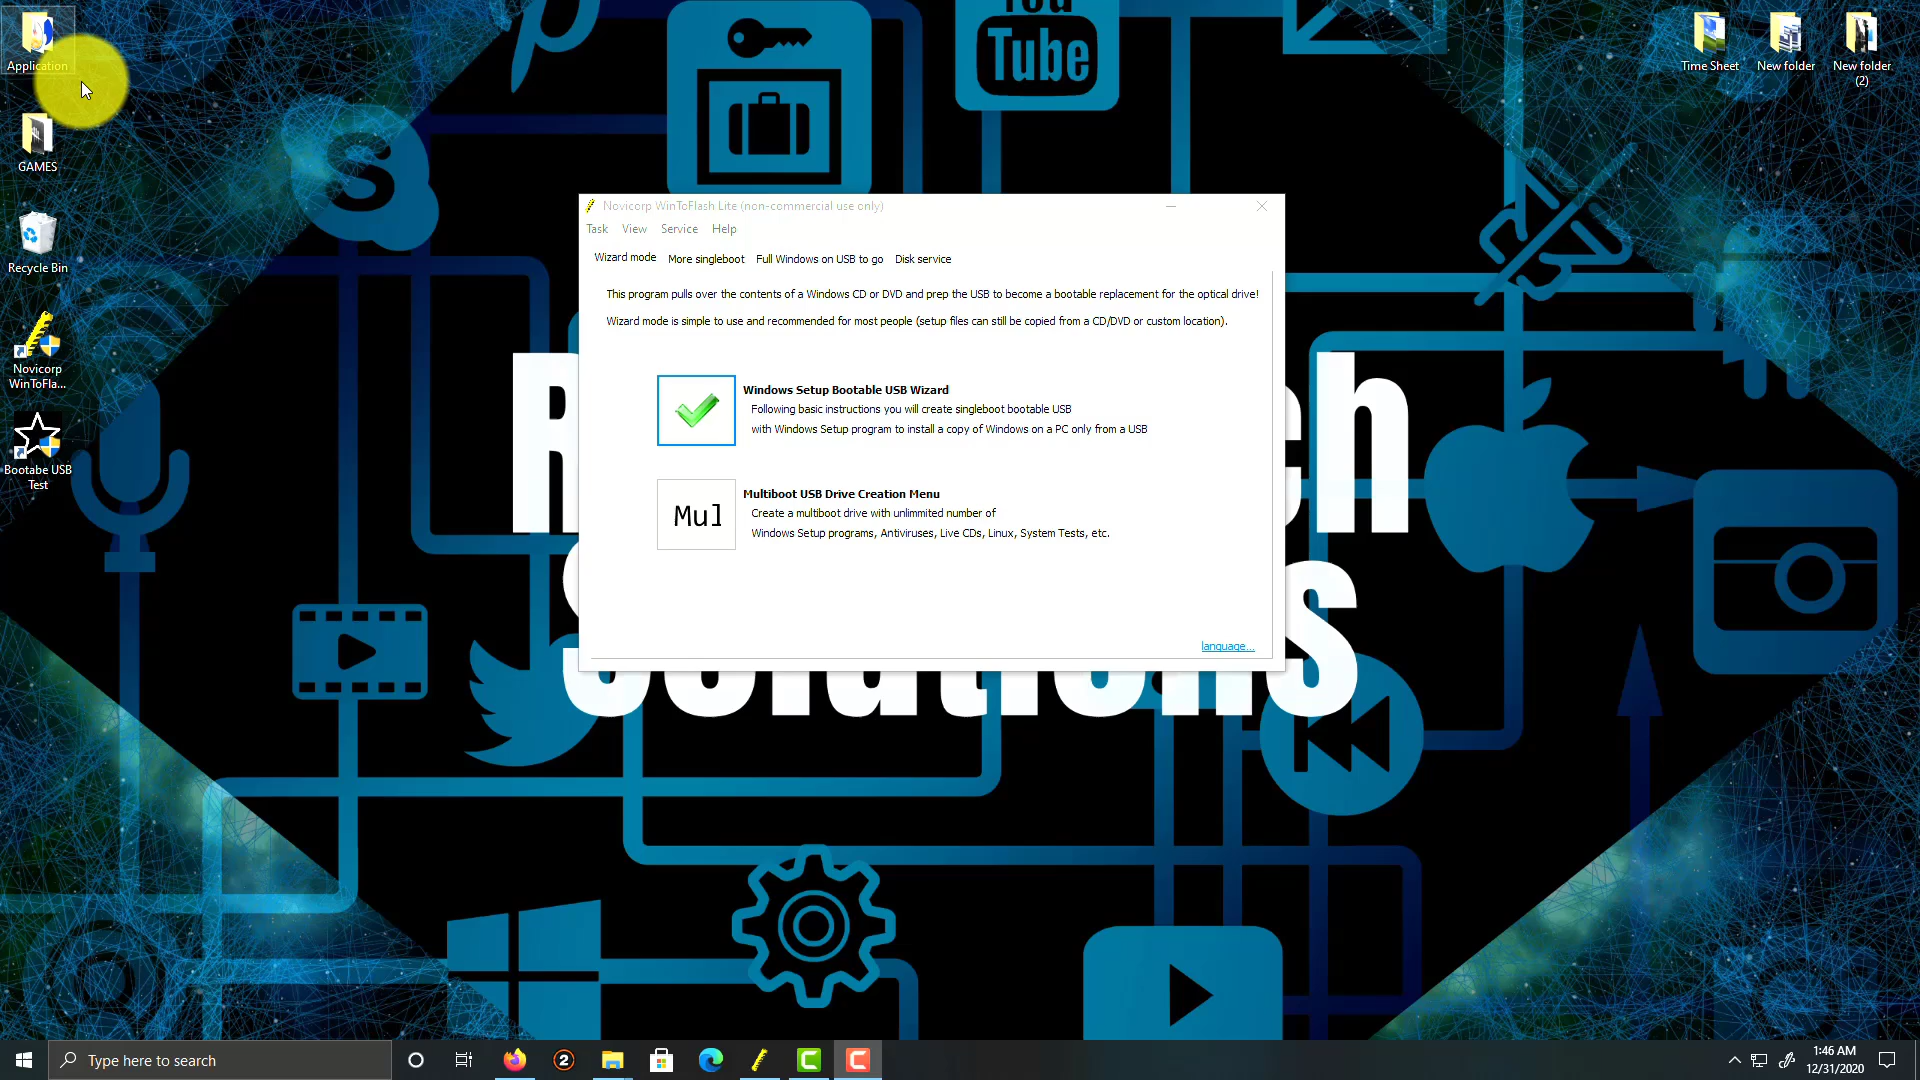 Application
GAMES
Recycle Bin
Novicorp
WinToFla...
Bootabe USB
Test
You
Tube
Time Sheet
New folder
New folder
(2)
Novicorp WinToFlash Lite (non-commercial use only)
Task View Service Help
Wizard mode More singleboot Full Windows on USB to go Disk service
This program pulls over the contents of a Windows CD or DVD and prep the USB to become a bootable replacement for the optical drive!
Wizard mode is simple to use and recommended for most people (setup files can still be copied from a CD/DVD or custom location).
Windows Setup Bootable USB Wizard
Following basic instructions you will create singleboot bootable USB
with Windows Setup program to install a copy of Windows on a PC only from a USB
Mul
Multiboot USB Drive Creation Menu
Create a multiboot drive with unlimmited number of
Windows Setup programs, Antiviruses, Live CDs, Linux, System Tests, etc.
language...
Solutions
Type here to search
2
1:46 AM
12/31/2020